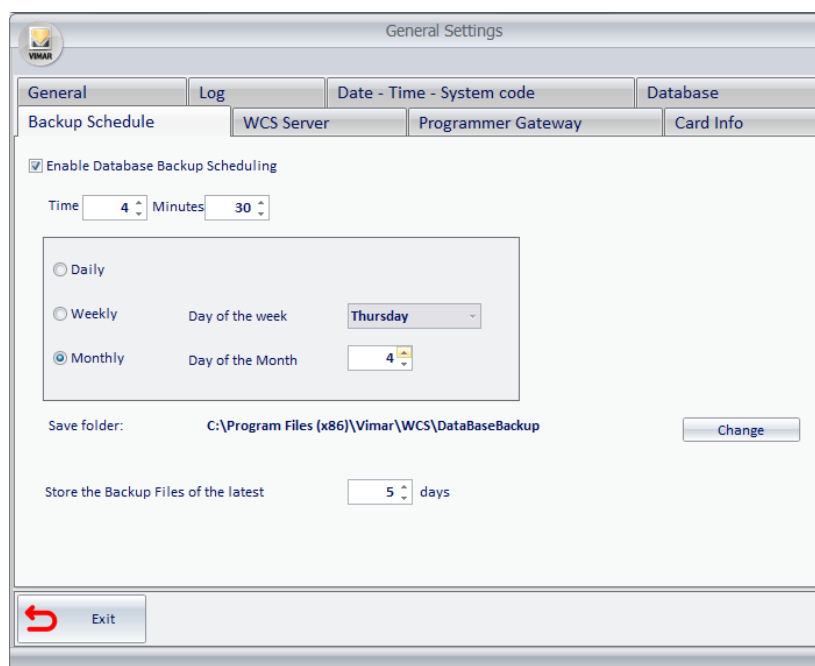 General Settings
VIMAR
General Log Date - Time - System code Database
Backup Schedule WCS Server Programmer Gateway Card Info
Enable Database Backup Scheduling
Time 4 Minutes 30
Daily
Weekly Day of the week Thursday
Monthly Day of the Month 4
Save folder: C:\Program Files (x86)\Vimar\WCS\DataBaseBackup Change
Store the Backup Files of the latest 5 days
Exit